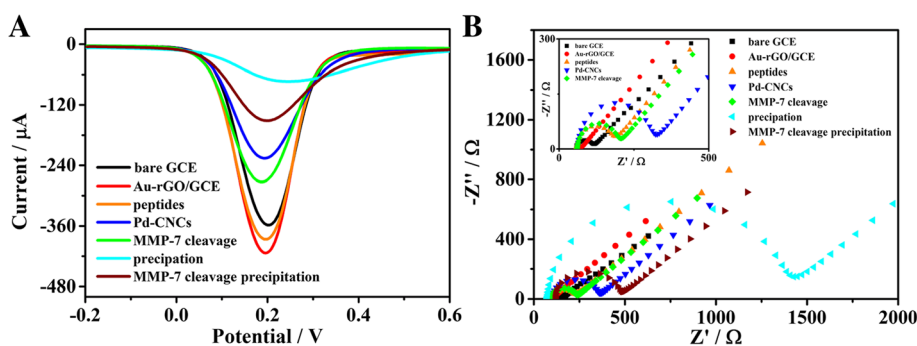 A
0
-120
-240
-360
-480
Current / µA
bare GCE
Au-rGO/GCE
peptides
Pd-CNCs
MMP-7 cleavage
precipation
MMP-7 cleavage precipitation
-0.2
0.0
0.2
0.4
0.6
Potential / V
B
1600
1200
800
400
0
-Z'' / Ω
300
0
0
500
-Z'' / Ω
Z' / Ω
bare GCE
Au-rGO/GCE
peptides
Pd-CNCs
MMP-7 cleavage
bare GCE
Au-rGO/GCE
peptides
Pd-CNCs
MMP-7 cleavage
precipation
MMP-7 cleavage precipitation
0
500
1000
1500
2000
Z' / Ω